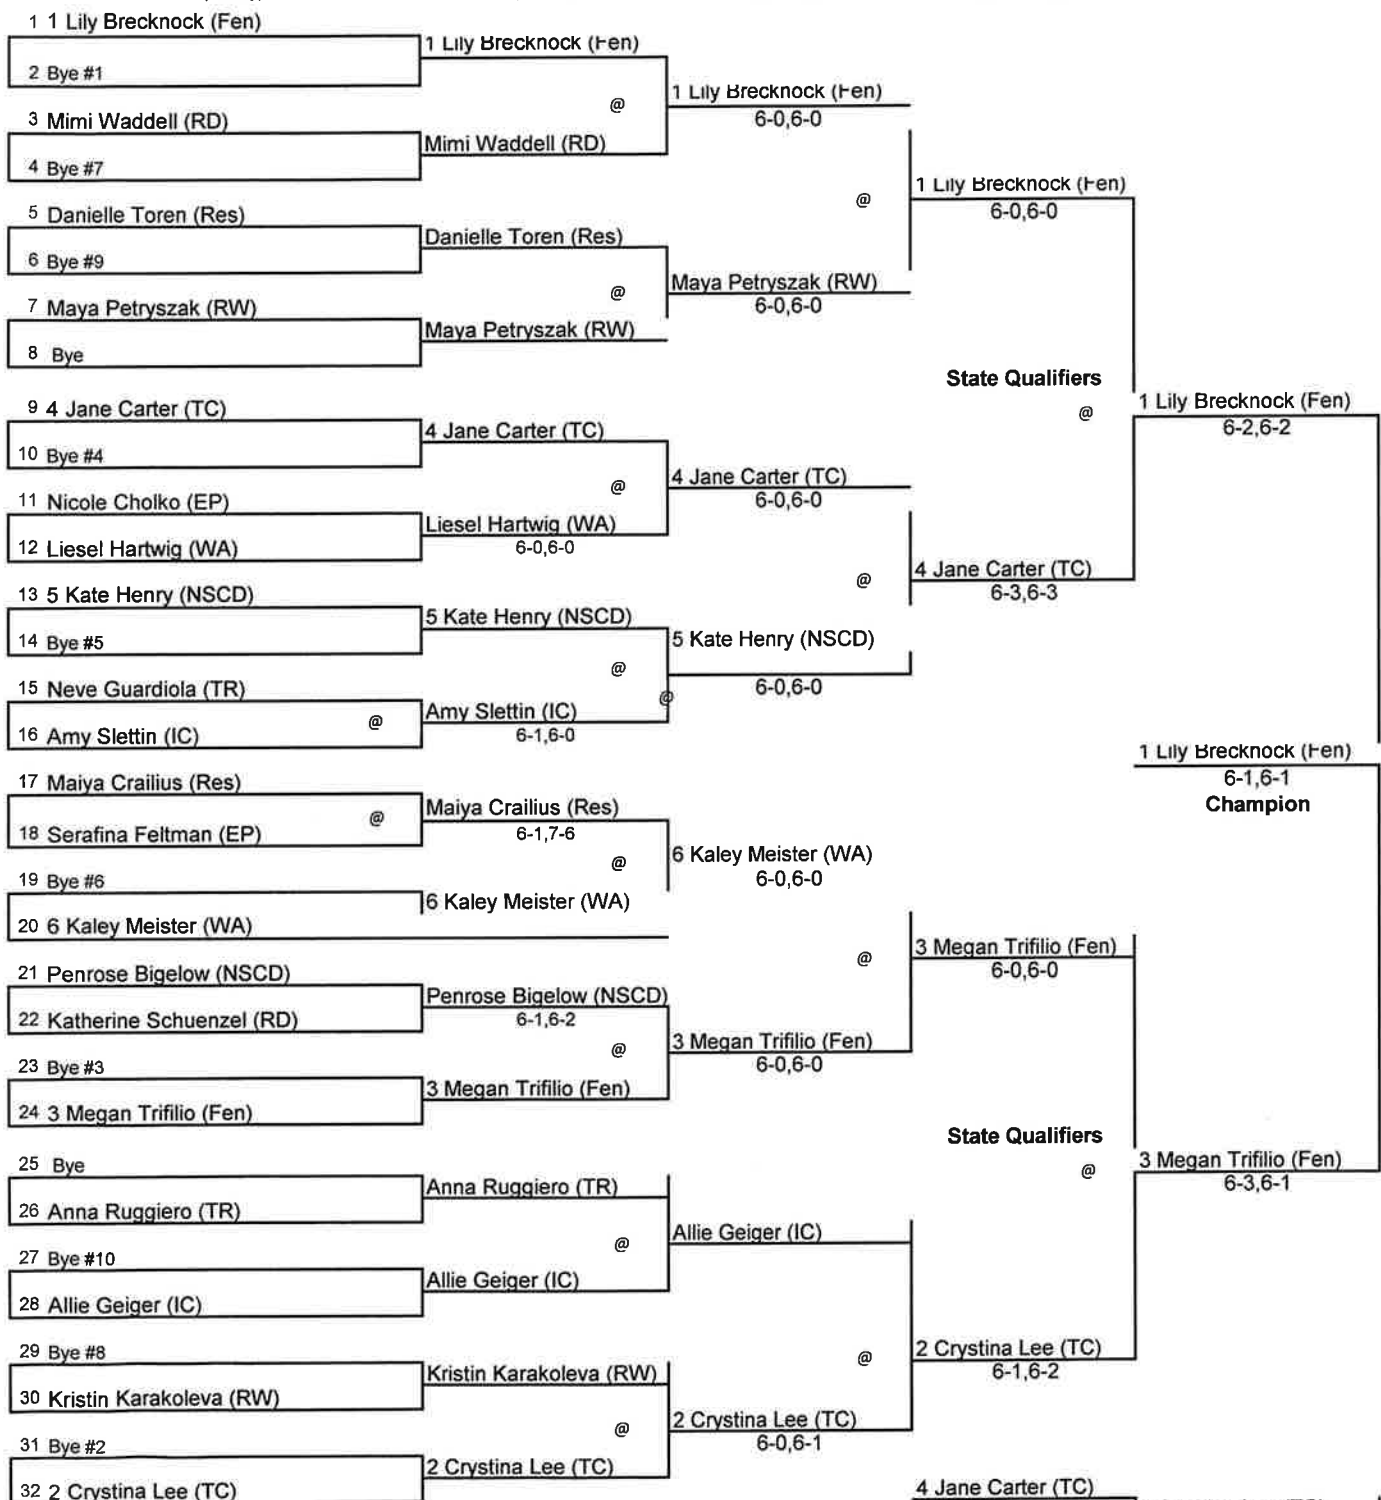 1 1 Lily Brecknock (Fen)
1 Lily Brecknock (Fen)
2 Bye #1
1 Lily Brecknock (Fen)
@
6-0,6-0
3 Mimi Waddell (RD)
Mimi Waddell (RD)
4 Bye #7
1 Lily Brecknock (Fen)
@
6-0,6-0
5 Danielle Toren (Res)
Danielle Toren (Res)
6 Bye #9
Maya Petryszak (RW)
@
6-0,6-0
7 Maya Petryszak (RW)
Maya Petryszak (RW)
8 Bye
State Qualifiers
@
1 Lily Brecknock (Fen)
6-2,6-2
9 4 Jane Carter (TC)
4 Jane Carter (TC)
10 Bye #4
4 Jane Carter (TC)
@
6-0,6-0
11 Nicole Cholko (EP)
Liesel Hartwig (WA)
12 Liesel Hartwig (WA)
6-0,6-0
4 Jane Carter (TC)
@
6-3,6-3
13 5 Kate Henry (NSCD)
5 Kate Henry (NSCD)
14 Bye #5
5 Kate Henry (NSCD)
@
@
6-0,6-0
15 Neve Guardiola (TR)
Amy Slettin (IC)
@
16 Amy Slettin (IC)
6-1,6-0
1 Lily Brecknock (Fen)
6-1,6-1
Champion
17 Maiya Crailius (Res)
Maiya Crailius (Res)
@
18 Serafina Feltman (EP)
6-1,7-6
6 Kaley Meister (WA)
@
6-0,6-0
19 Bye #6
6 Kaley Meister (WA)
20 6 Kaley Meister (WA)
3 Megan Trifilio (Fen)
@
6-0,6-0
21 Penrose Bigelow (NSCD)
Penrose Bigelow (NSCD)
22 Katherine Schuenzel (RD)
6-1,6-2
3 Megan Trifilio (Fen)
@
6-0,6-0
23 Bye #3
3 Megan Trifilio (Fen)
24 3 Megan Trifilio (Fen)
State Qualifiers
@
3 Megan Trifilio (Fen)
6-3,6-1
25 Bye
Anna Ruggiero (TR)
26 Anna Ruggiero (TR)
Allie Geiger (IC)
@
27 Bye #10
Allie Geiger (IC)
28 Allie Geiger (IC)
2 Crystina Lee (TC)
@
6-1,6-2
29 Bye #8
Kristin Karakoleva (RW)
30 Kristin Karakoleva (RW)
2 Crystina Lee (TC)
@
6-0,6-1
31 Bye #2
2 Crystina Lee (TC)
32 2 Crystina Lee (TC)
4 Jane Carter (TC)